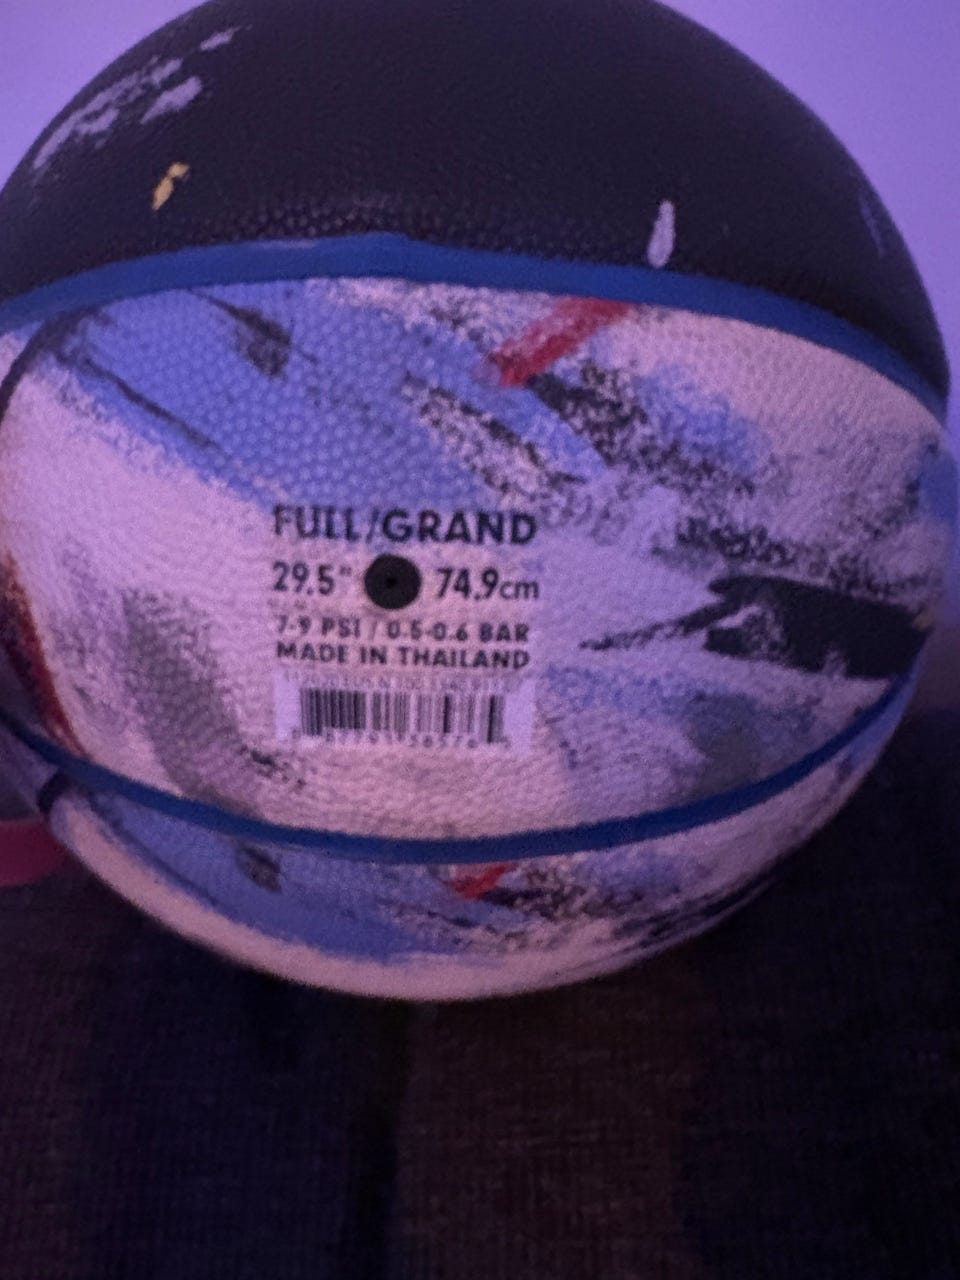 FULL/GRAND
29.5" 74.9cm
7-9 PSI / 0.5-0.6 BAR
MADE IN THAILAND